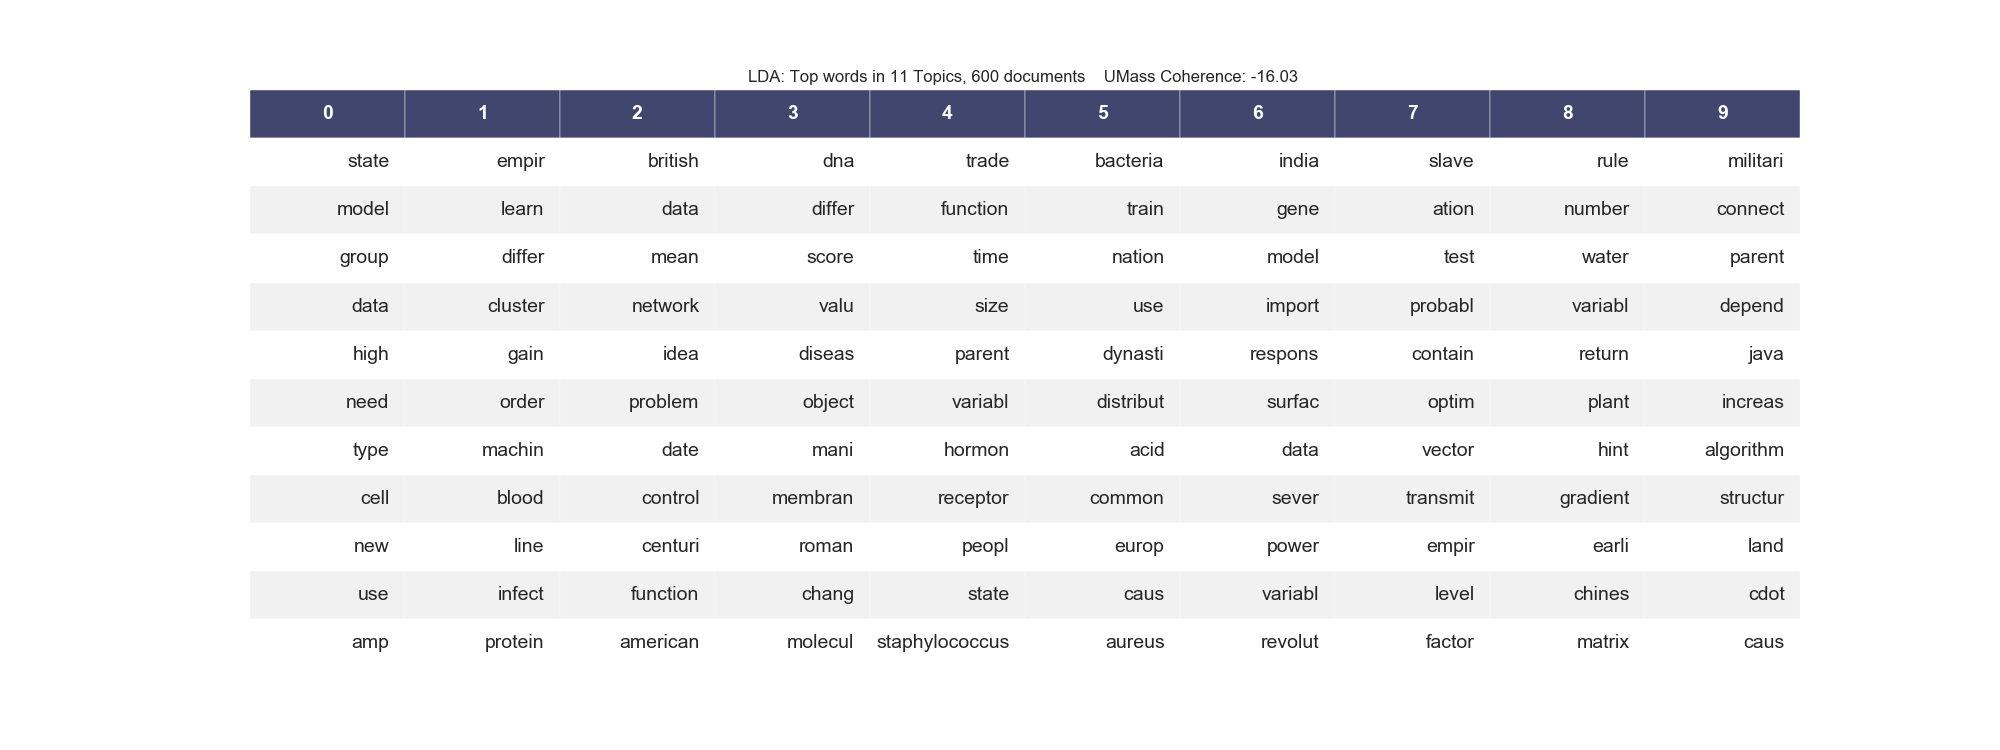 LDA: Top words in 11 Topics, 600 documents UMass Coherence: -16.03
0 1 2 3 4 5 6 7 8 9
state empir british dna trade bacteria india slave rule militari
model learn data differ function train gene ation number connect
group differ mean score time nation model test water parent
data cluster network valu size use import probabl variabl depend
high gain idea diseas parent dynasti respons contain return java
need order problem object variabl distribut surfac optim plant increas
type machin date mani hormon acid data vector hint algorithm
cell blood control membran receptor common sever transmit gradient structur
new line centuri roman peopl europ power empir earli land
use infect function chang state caus variabl level chines cdot
amp protein american molecul staphylococcus aureus revolut factor matrix caus